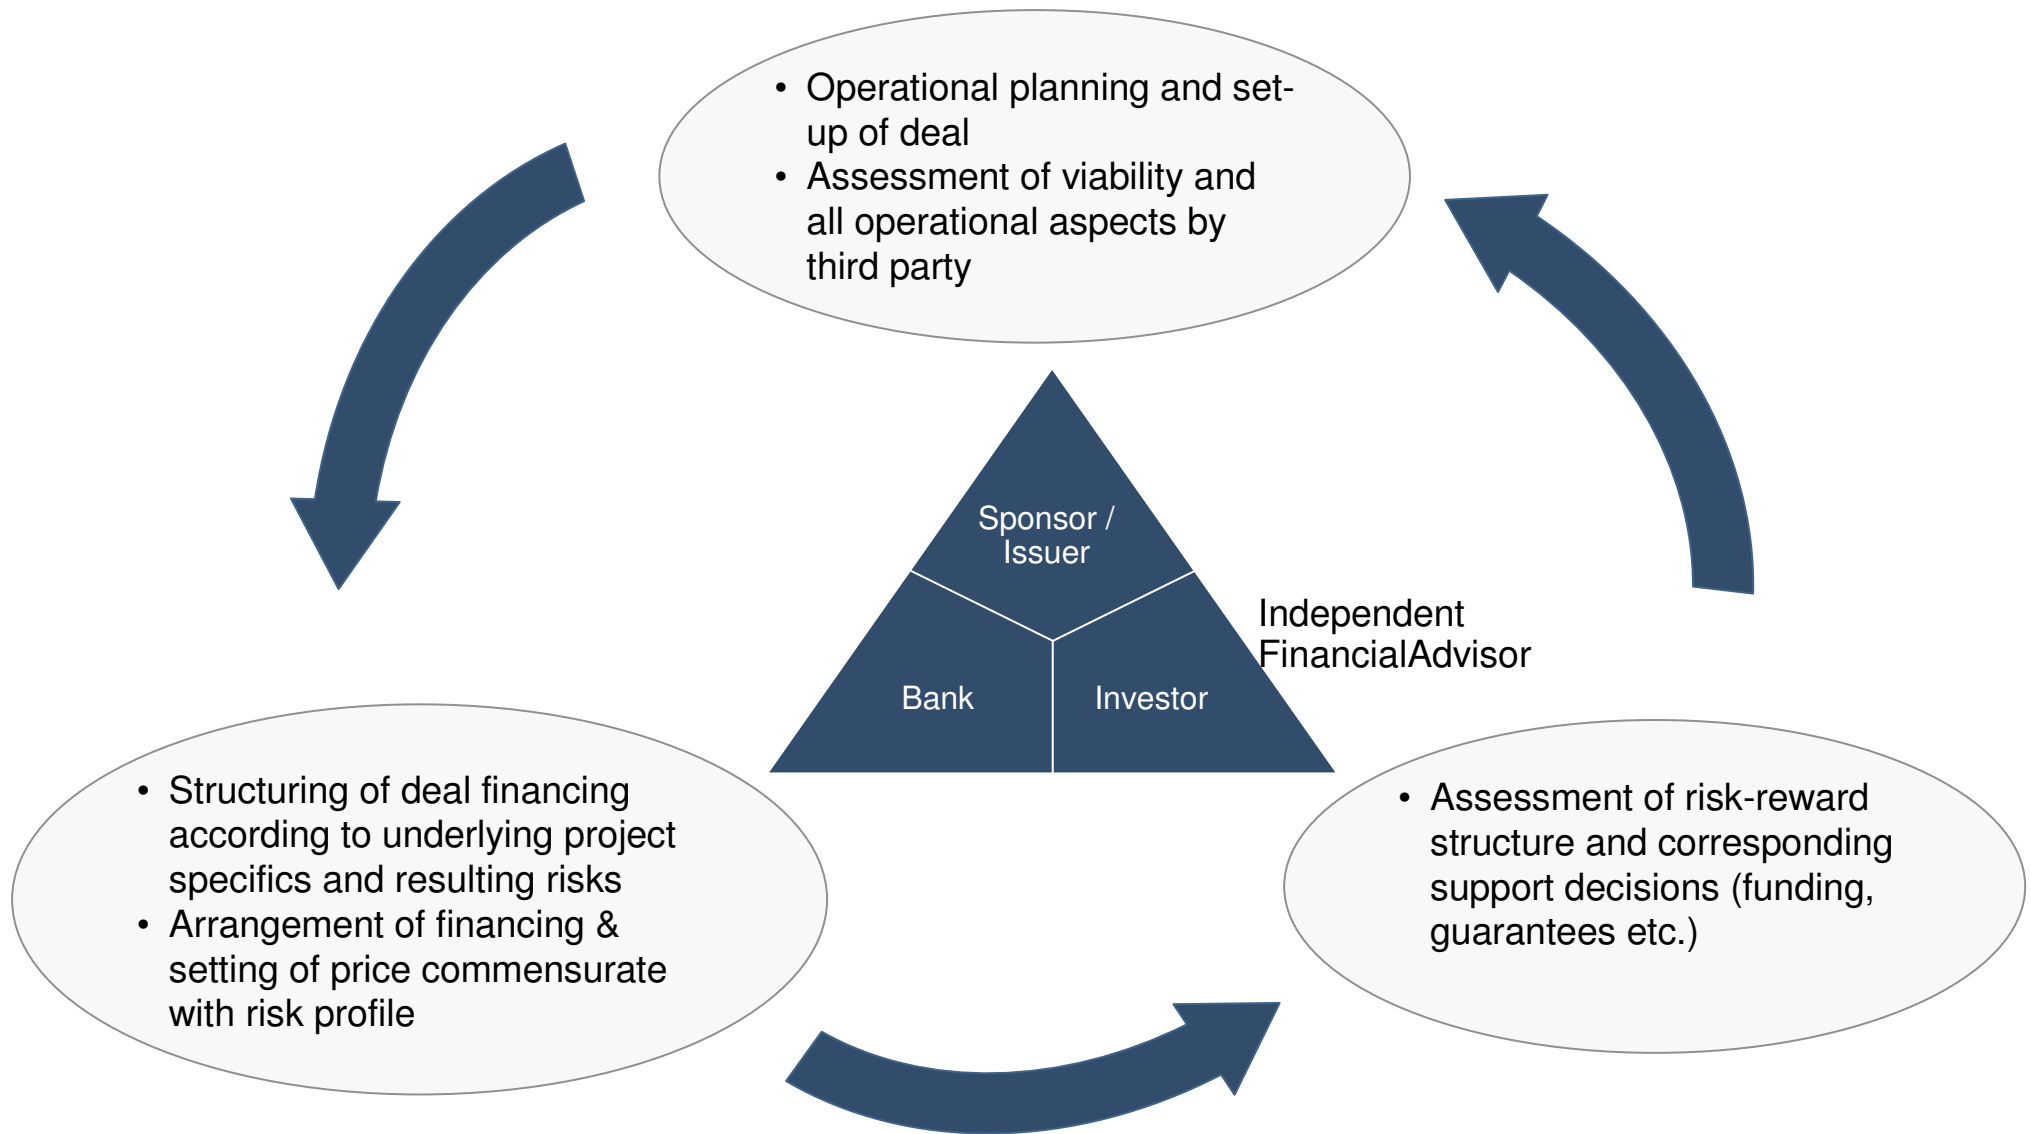 • Operational planning and set-
up of deal
• Assessment of viability and
all operational aspects by
third party
Sponsor /
Issuer
Independent
FinancialAdvisor
Bank
Investor
• Structuring of deal financing
according to underlying project
specifics and resulting risks
• Arrangement of financing &
setting of price commensurate
with risk profile
• Assessment of risk-reward
structure and corresponding
support decisions (funding,
guarantees etc.)